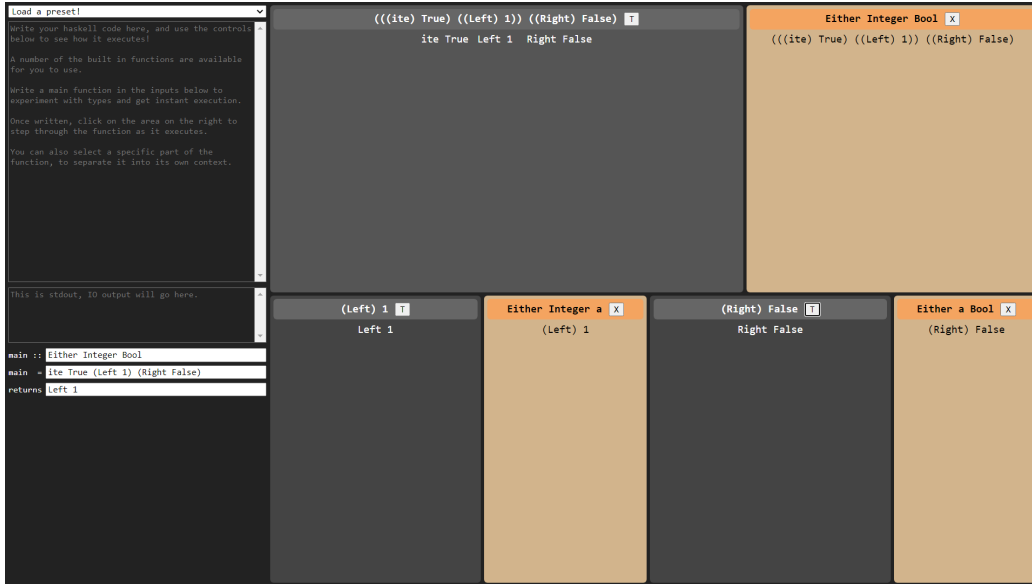 Load a preset!
Write your haskell code here, and use the controls
below to see how it executes!
A number of the built in functions are available
for you to use.
Write a main function in the inputs below to
experiment with types and get instant execution.
Once written, click on the area on the right to
step through the function as it executes.
You can also select a specific part of the
function, to separate it into its own context.
This is stdout, IO output will go here.
main :: Either Integer Bool
main = ite True (Left 1) (Right False)
returns Left 1
(((ite) True) ((Left) 1)) ((Right) False) T
ite True Left 1 Right False
Either Integer Bool X
(((ite) True) ((Left) 1)) ((Right) False)
(Left) 1 T
Left 1
Either Integer a X
(Left) 1
(Right) False T
Right False
Either a Bool X
(Right) False